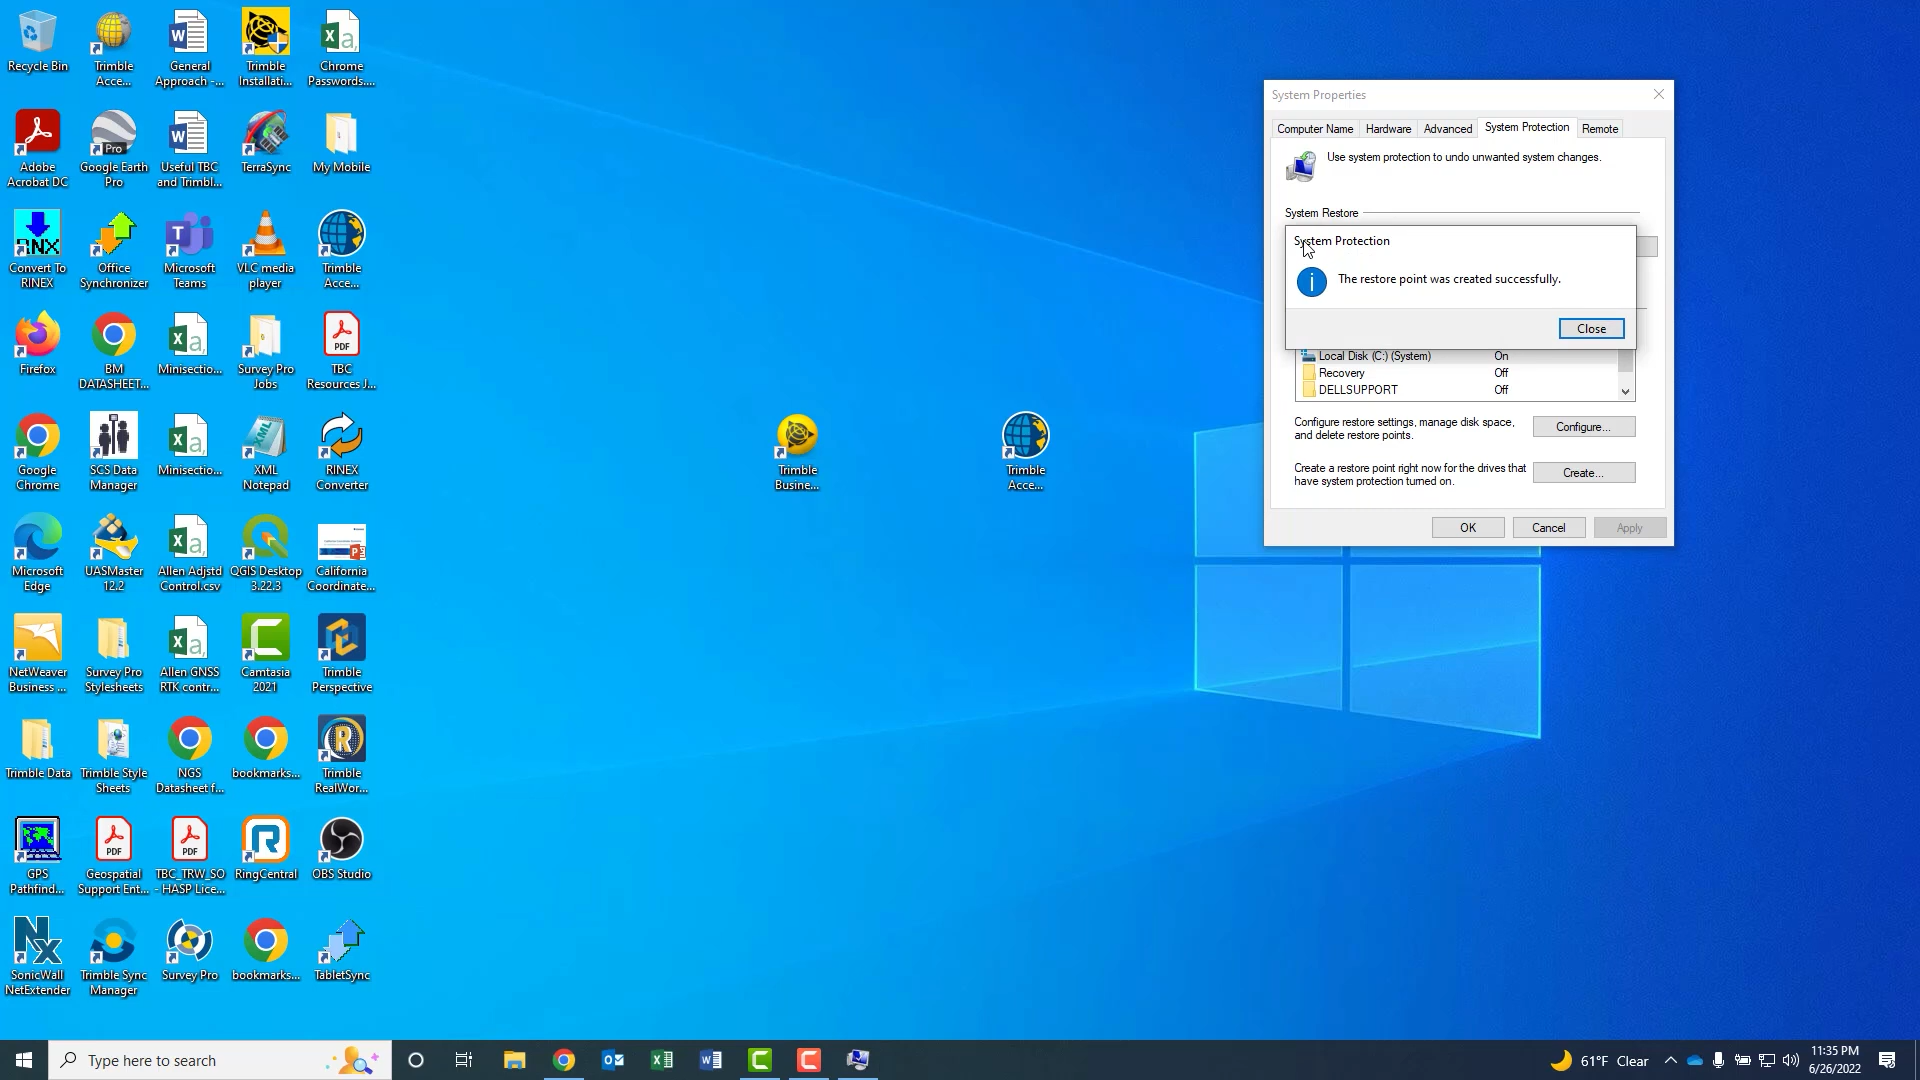 Recycle Bin
Trimble
Acce...
General
Approach -...
Trimble
Installati...
Chrome
Passwords....
Adobe
Acrobat DC
Pro
Google Earth
Pro
Useful TBC
and Trimbl...
TerraSync
My Mobile
RNX
Convert To
RINEX
Office
Synchronizer
Microsoft
Teams
VLC media
player
Trimble
Acce...
Firefox
BM
DATASHEET...
Minisectio...
Survey Pro
Jobs
PDF
TBC
Resources J...
Google
Chrome
SCS Data
Manager
Minisectio...
XML
XML
Notepad
RINEX
Converter
Microsoft
Edge
UASMaster
12.2
Allen Adjstd
Control.csv
QGIS Desktop
3.22.3
California
Coordinate...
NetWeaver
Business ...
Survey Pro
Stylesheets
Allen GNSS
RTK contr...
Camtasia
2021
Trimble
Perspective
Trimble Data
Trimble Style
Sheets
NGS
Datasheet f...
bookmarks...
Trimble
RealWor...
GPS
Pathfind...
PDF
Geospatial
Support Ent...
PDF
TBC_TRW_SO
- HASP Lice...
RingCentral
OBS Studio
SonicWall
NetExtender
Trimble Sync
Manager
Survey Pro
bookmarks...
TabletSync
Trimble
Busine...
Trimble
Acce...
System Properties
Computer Name
Hardware
Advanced
System Protection
Remote
Use system protection to undo unwanted system changes.
System Restore
System Protection
The restore point was created successfully.
Close
Local Disk (C:) (System) On
Recovery Off
DELLSUPPORT Off
Configure restore settings, manage disk space,
and delete restore points.
Configure...
Create a restore point right now for the drives that
have system protection turned on.
Create...
OK
Cancel
Apply
Type here to search
61°F Clear
11:35 PM
6/26/2022